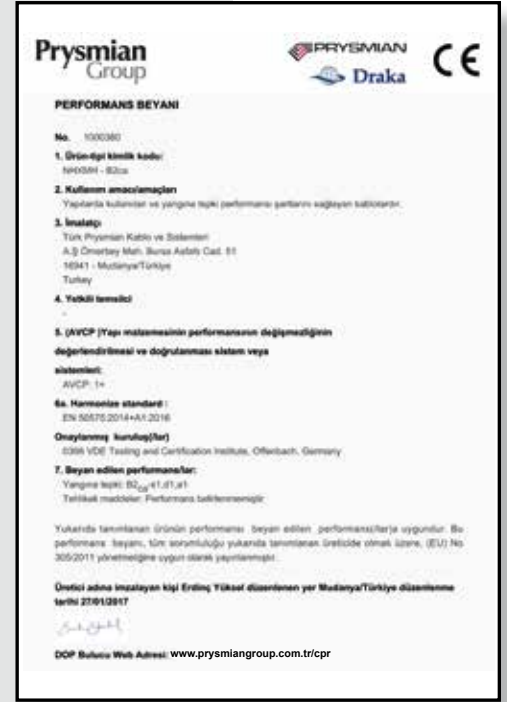 Prysmian
Group
PRYSMIAN
Draka
CE
PERFORMANS BEYANI
No. 1000360
1. Ürün-tipi kimlik kodu:
NHXMH - B2ca
2. Kullanım amacı/amaçları
Yapılarda kullanılan ve yangına tepki performansı şartlarını sağlayan kablolardır.
3. İmalatçı
Türk Prysmian Kablo ve Sistemleri
A.Ş Ömerbey Mah. Bursa Asfaltı Cad. 51
16941 - Mudanya/Türkiye
Turkey
4. Yetkili temsilci
-
5. (AVCP )Yapı malzemesinin performansının değişmezliğinin
değerlendirilmesi ve doğrulanması sistem veya
sistemleri:
AVCP: 1+
6a. Harmonize standard :
EN 50575:2014+A1:2016
Onaylanmış kuruluş(lar)
0366 VDE Testing and Certification Institute, Offenbach, Germany
7. Beyan edilen performans/lar:
Yangına tepki: B2ca-s1,d1,a1
Tehlikeli maddeler: Performans belirlenmemiştir
Yukarıda tanımlanan ürünün performansı beyan edilen performans(lar)a uygundur. Bu
performans beyanı, tüm sorumluluğu yukarıda tanımlanan üreticide olmak üzere, (EU) No
305/2011 yönetmeliğine uygun olarak yayınlanmıştır.
Üretici adına imzalayan kişi Erdinç Yüksel düzenlenen yer Mudanya/Türkiye düzenlenme
tarihi 27/01/2017
DOP Bulucu Web Adresi: www.prysmiangroup.com.tr/cpr